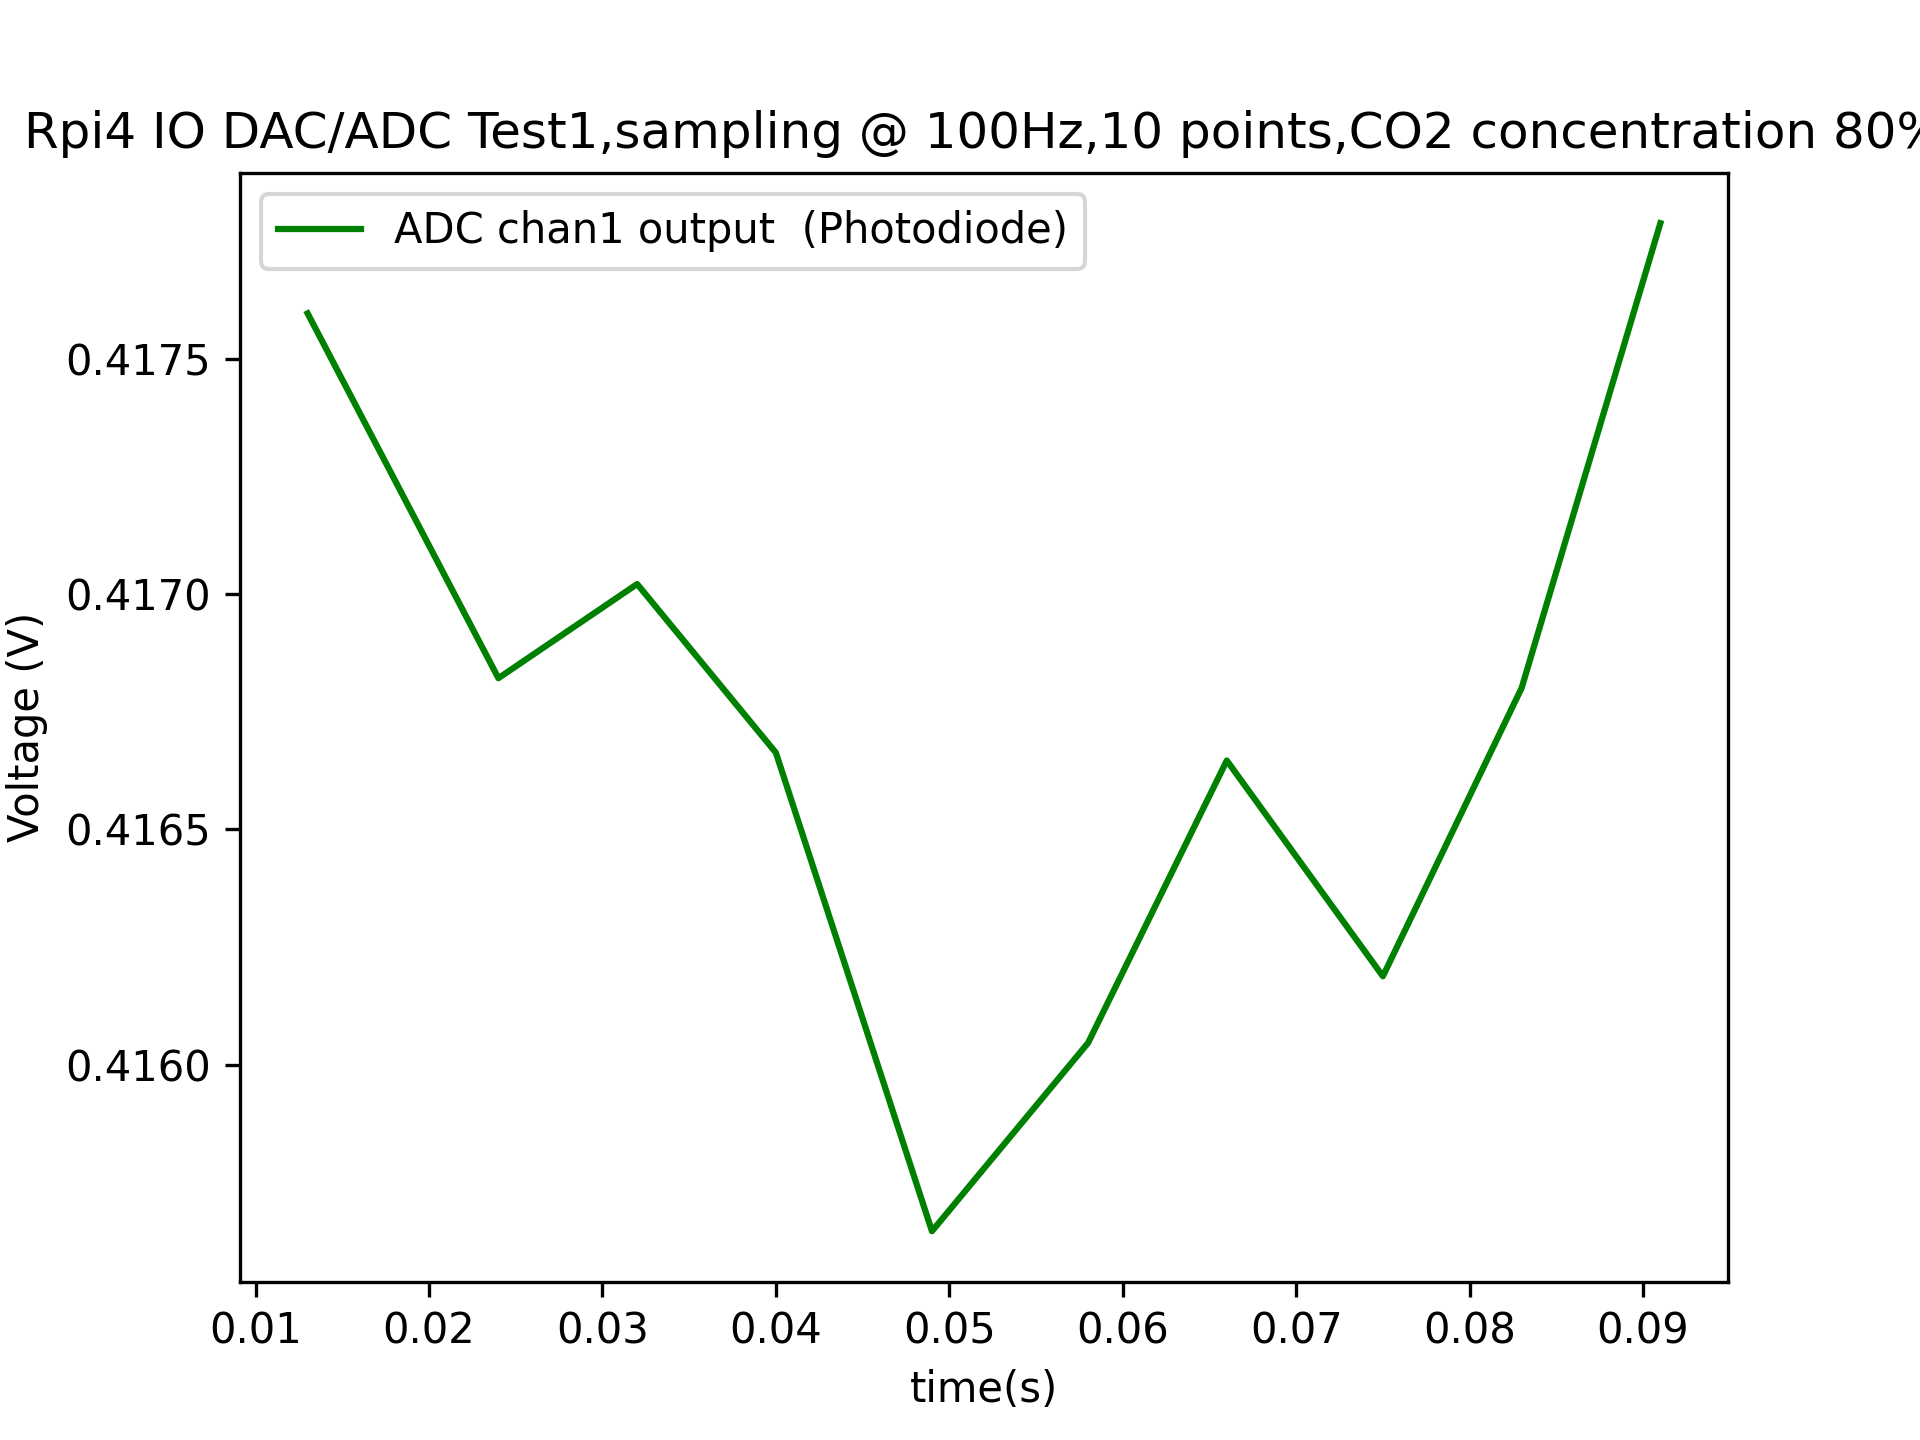 Rpi4 IO DAC/ADC Test1,sampling @ 100Hz,10 points,CO2 concentration 80%
ADC chan1 output  (Photodiode)
0.4175
0.4170
0.4165
0.4160
Voltage (V)
0.01 0.02 0.03 0.04 0.05 0.06 0.07 0.08 0.09
time(s)